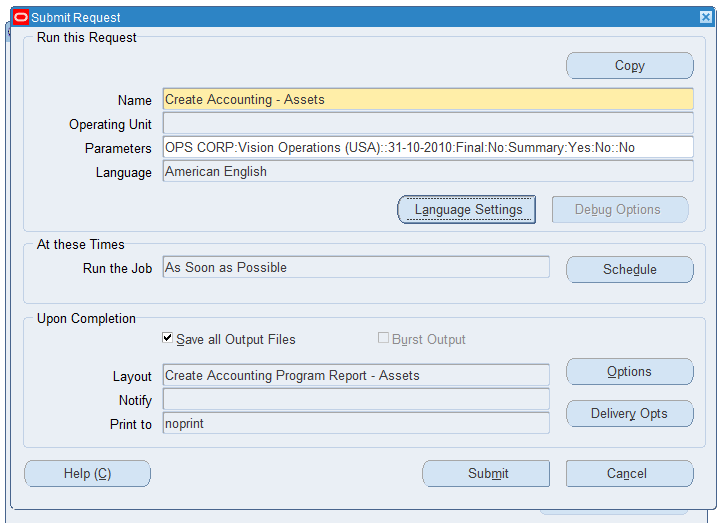 Submit Request
Run this Request
Copy
Name Create Accounting - Assets
Operating Unit
Parameters OPS CORP:Vision Operations (USA)::31-10-2010:Final:No:Summary:Yes:No::No
Language American English
Language Settings Debug Options
At these Times
Run the Job As Soon as Possible Schedule
Upon Completion
Save all Output Files Burst Output
Layout Create Accounting Program Report - Assets Options
Notify
Delivery Opts
Print to noprint
Help (C) Submit Cancel